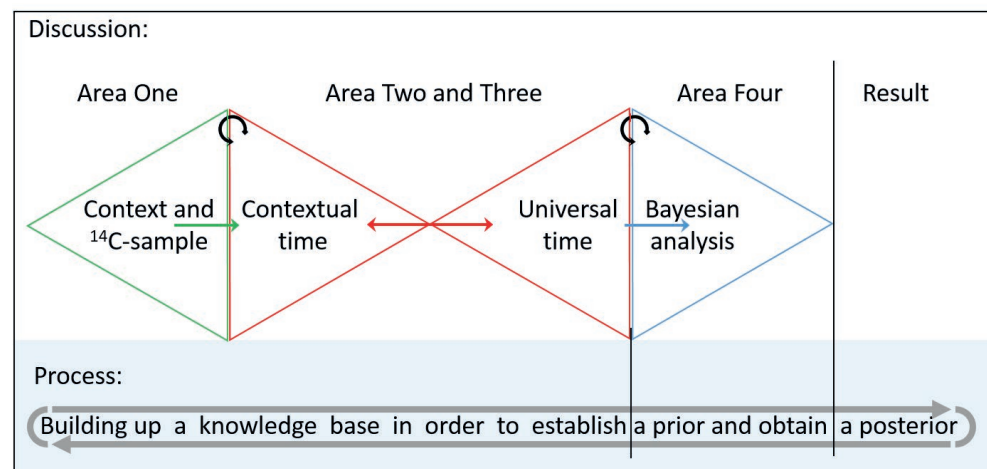 Discussion:
Area One Area Two and Three Area Four Result
Context and Contextual Universal Bayesian
¹⁴C-sample time time analysis
Process:
Building up a knowledge base in order to establish a prior and obtain a posterior